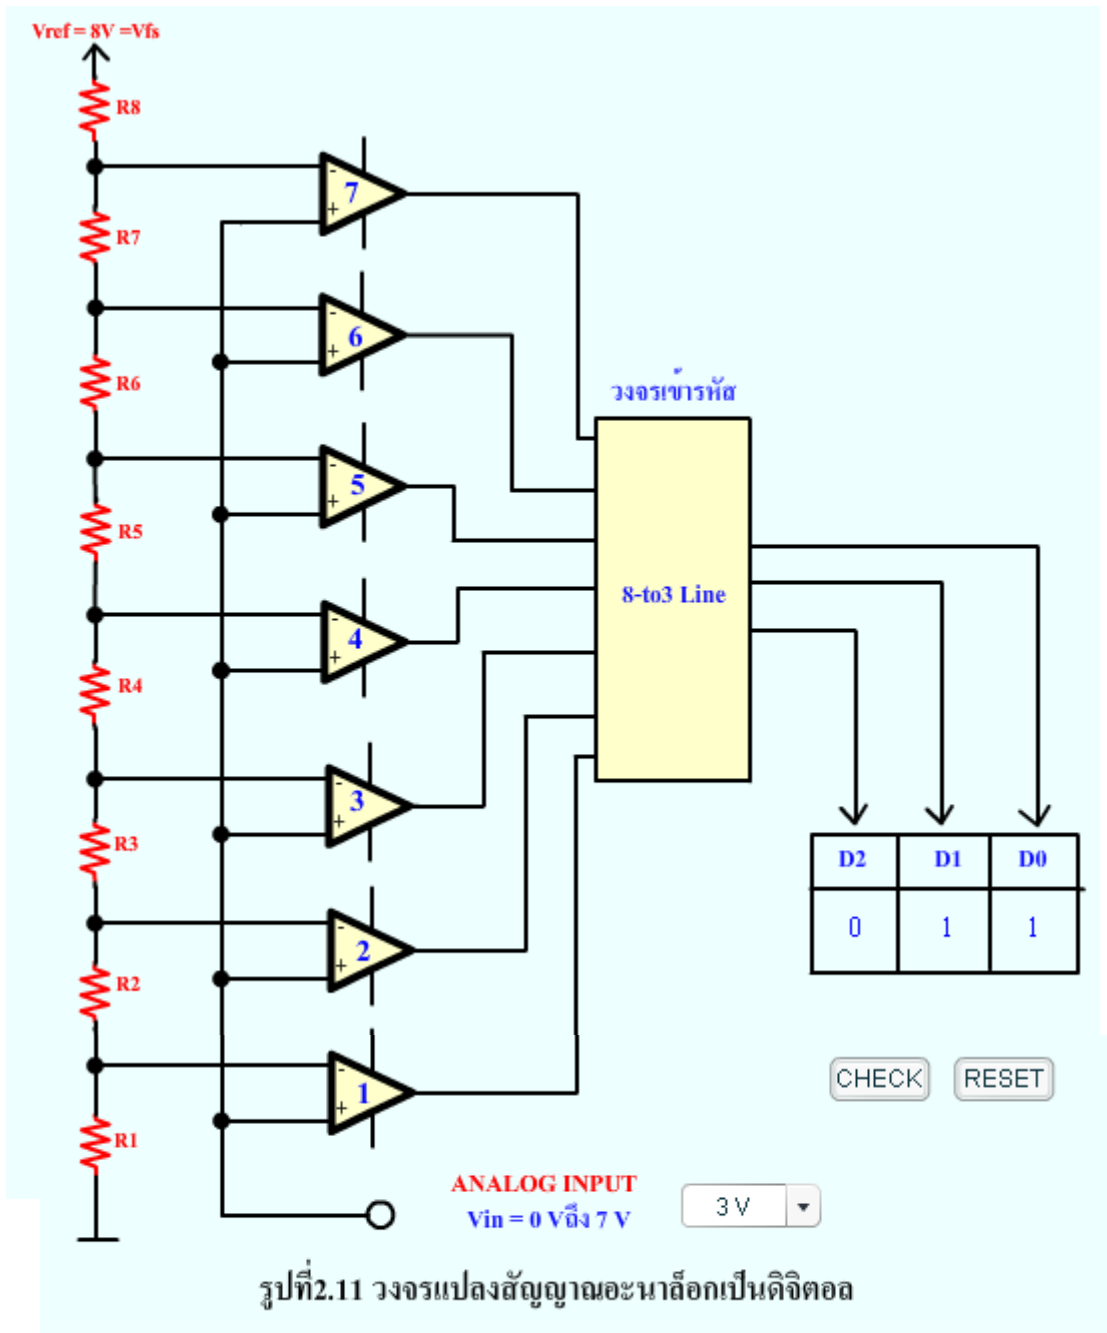 Vref = 8V =Vfs
R8
- + 7
R7
- + 6
R6
วงจรเข้ารหัส
- + 5
R5
8-to3 Line
- + 4
R4
- + 3
R3
D2 D1 D0
0 1 1
- + 2
R2
- + 1
CHECK RESET
R1
ANALOG INPUT
Vin = 0 Vถึง 7 V
3 V
รูปที่2.11 วงจรแปลงสัญญาณอะนาล็อกเป็นดิจิตอล